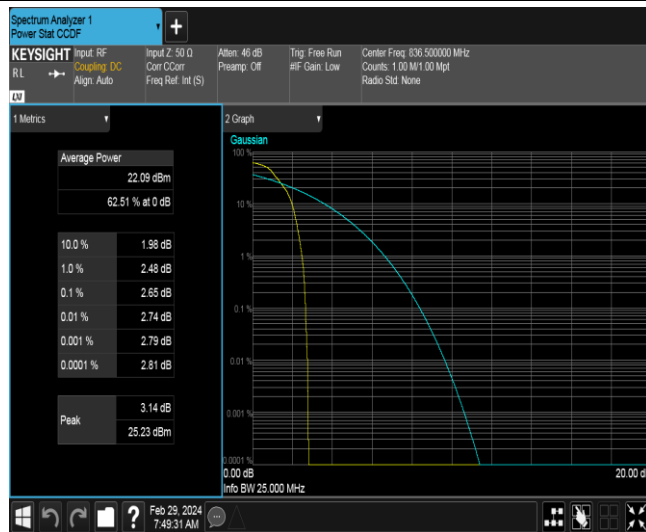 Spectrum Analyzer 1
Power Stat CCDF
+
KEYSIGHT
RL
LXI
Input: RF
Coupling: DC
Align: Auto
Input Z: 50 Ω
Corr CCorr
Freq Ref: Int (S)
Atten: 46 dB
Preamp: Off
Trig: Free Run
#IF Gain: Low
Center Freq: 836.500000 MHz
Counts: 1.00 M/1.00 Mpt
Radio Std: None
1 Metrics
Average Power
22.09 dBm
62.51 % at 0 dB
10.0 % 1.98 dB
1.0 % 2.48 dB
0.1 % 2.65 dB
0.01 % 2.74 dB
0.001 % 2.79 dB
0.0001 % 2.81 dB
Peak
3.14 dB
25.23 dBm
2 Graph
Gaussian
100 %
10 %
1 %
0.1 %
0.01 %
0.001 %
0.0001 %
0.00 dB
20.00 d
Info BW 25.000 MHz
?
Feb 29, 2024
7:49:31 AM